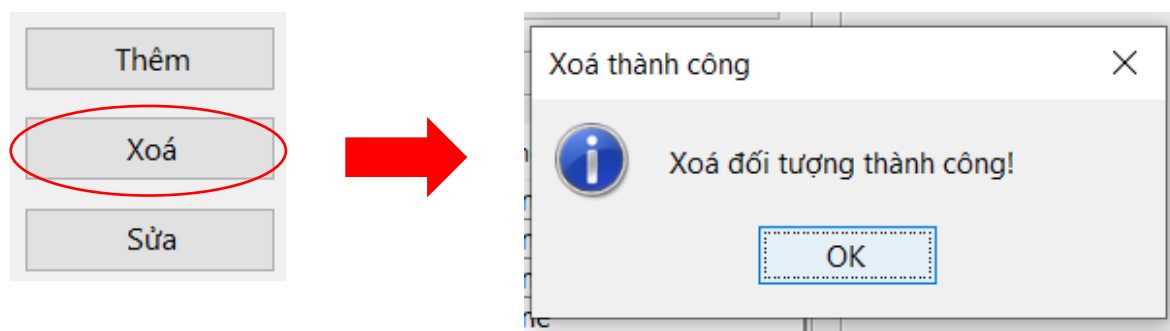 Thêm
Xoá
Sửa
Xoá thành công
Xoá đối tượng thành công!
OK